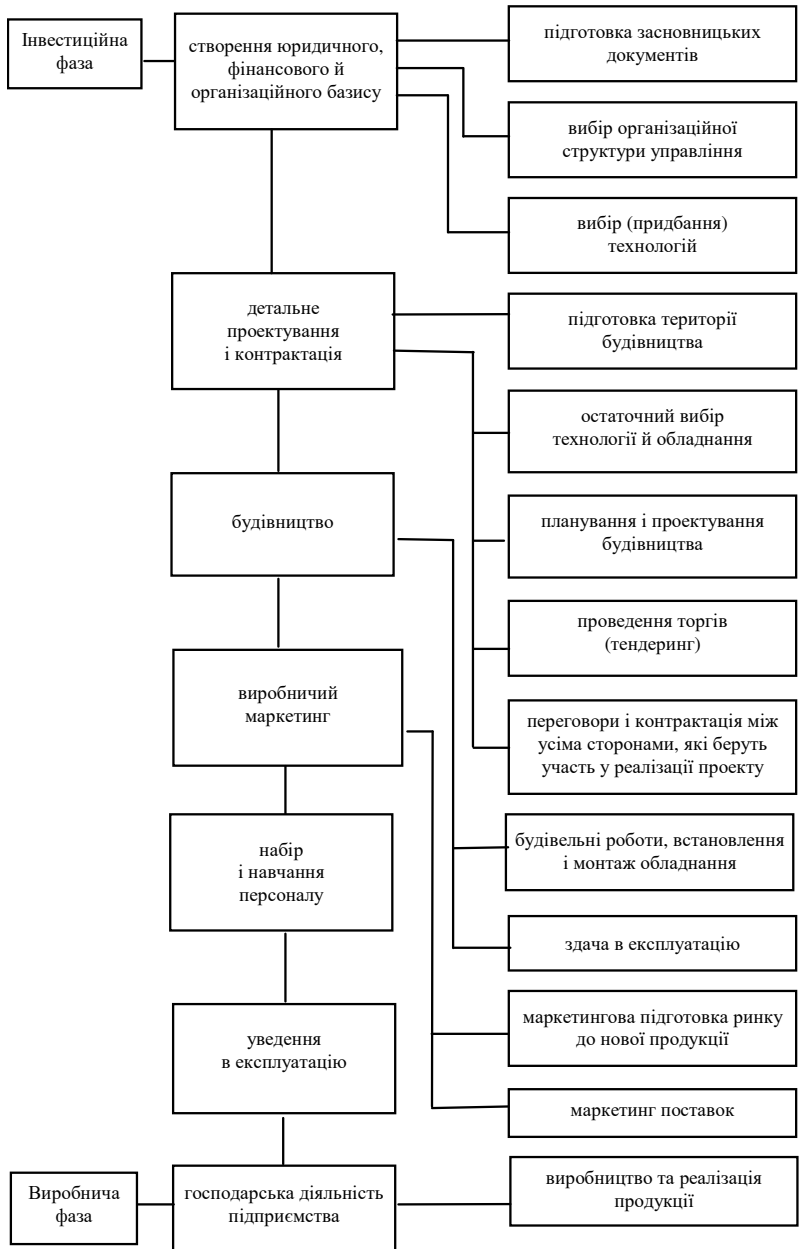 Інвестиційна
фаза
створення юридичного,
фінансового й
організаційного базису
підготовка засновницьких
документів
вибір організаційної
структури управління
вибір (придбання)
технологій
детальне
проектування
і контрактація
підготовка території
будівництва
остаточний вибір
технології й обладнання
планування і проектування
будівництва
проведення торгів
(тендеринг)
переговори і контрактація між
усіма сторонами, які беруть
участь у реалізації проекту
будівництво
будівельні роботи, встановлення
і монтаж обладнання
здача в експлуатацію
виробничий
маркетинг
маркетингова підготовка ринку
до нової продукції
маркетинг поставок
набір
і навчання
персоналу
уведення
в експлуатацію
Виробнича
фаза
господарська діяльність
підприємства
виробництво та реалізація
продукції